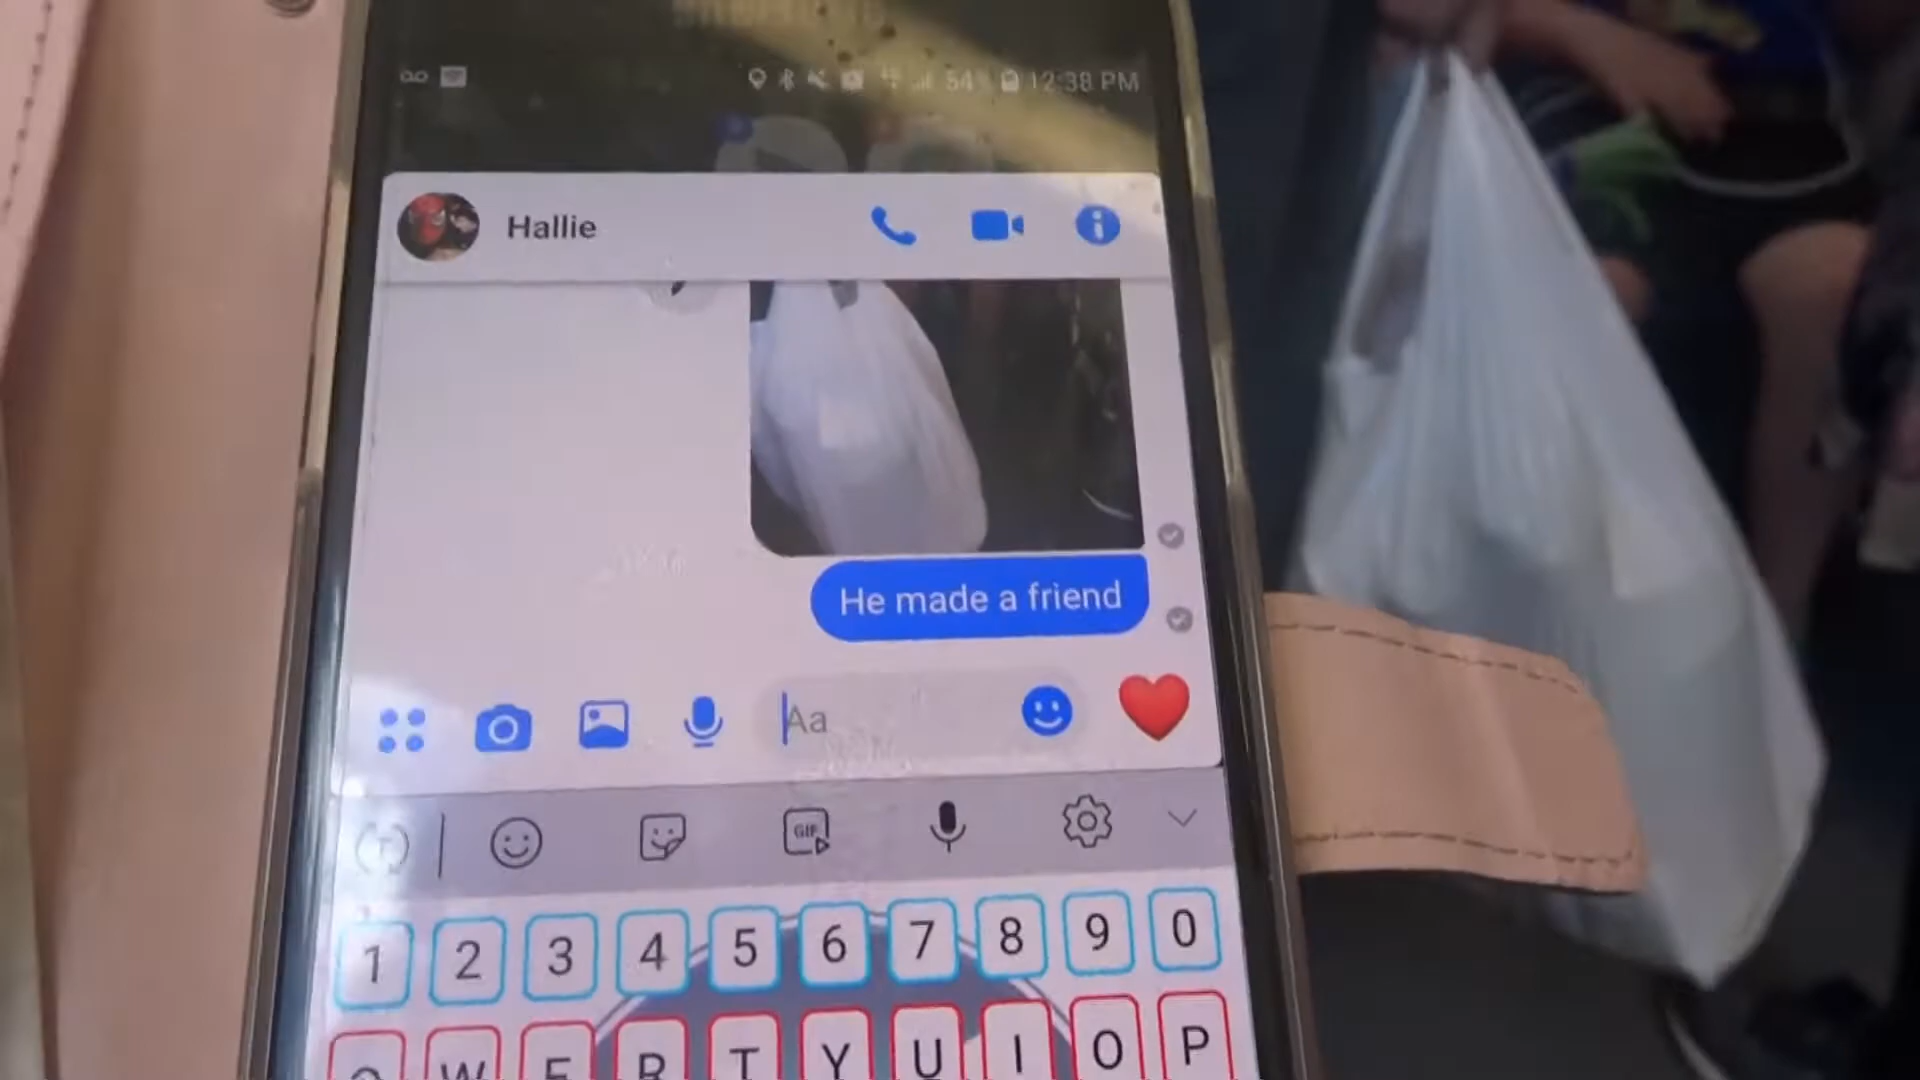 54% 12:38 PM
Hallie
He made a friend
Aa
T
GIF
1 2 3 4 5 6 7 8 9 0
Q W E R T Y U I O P